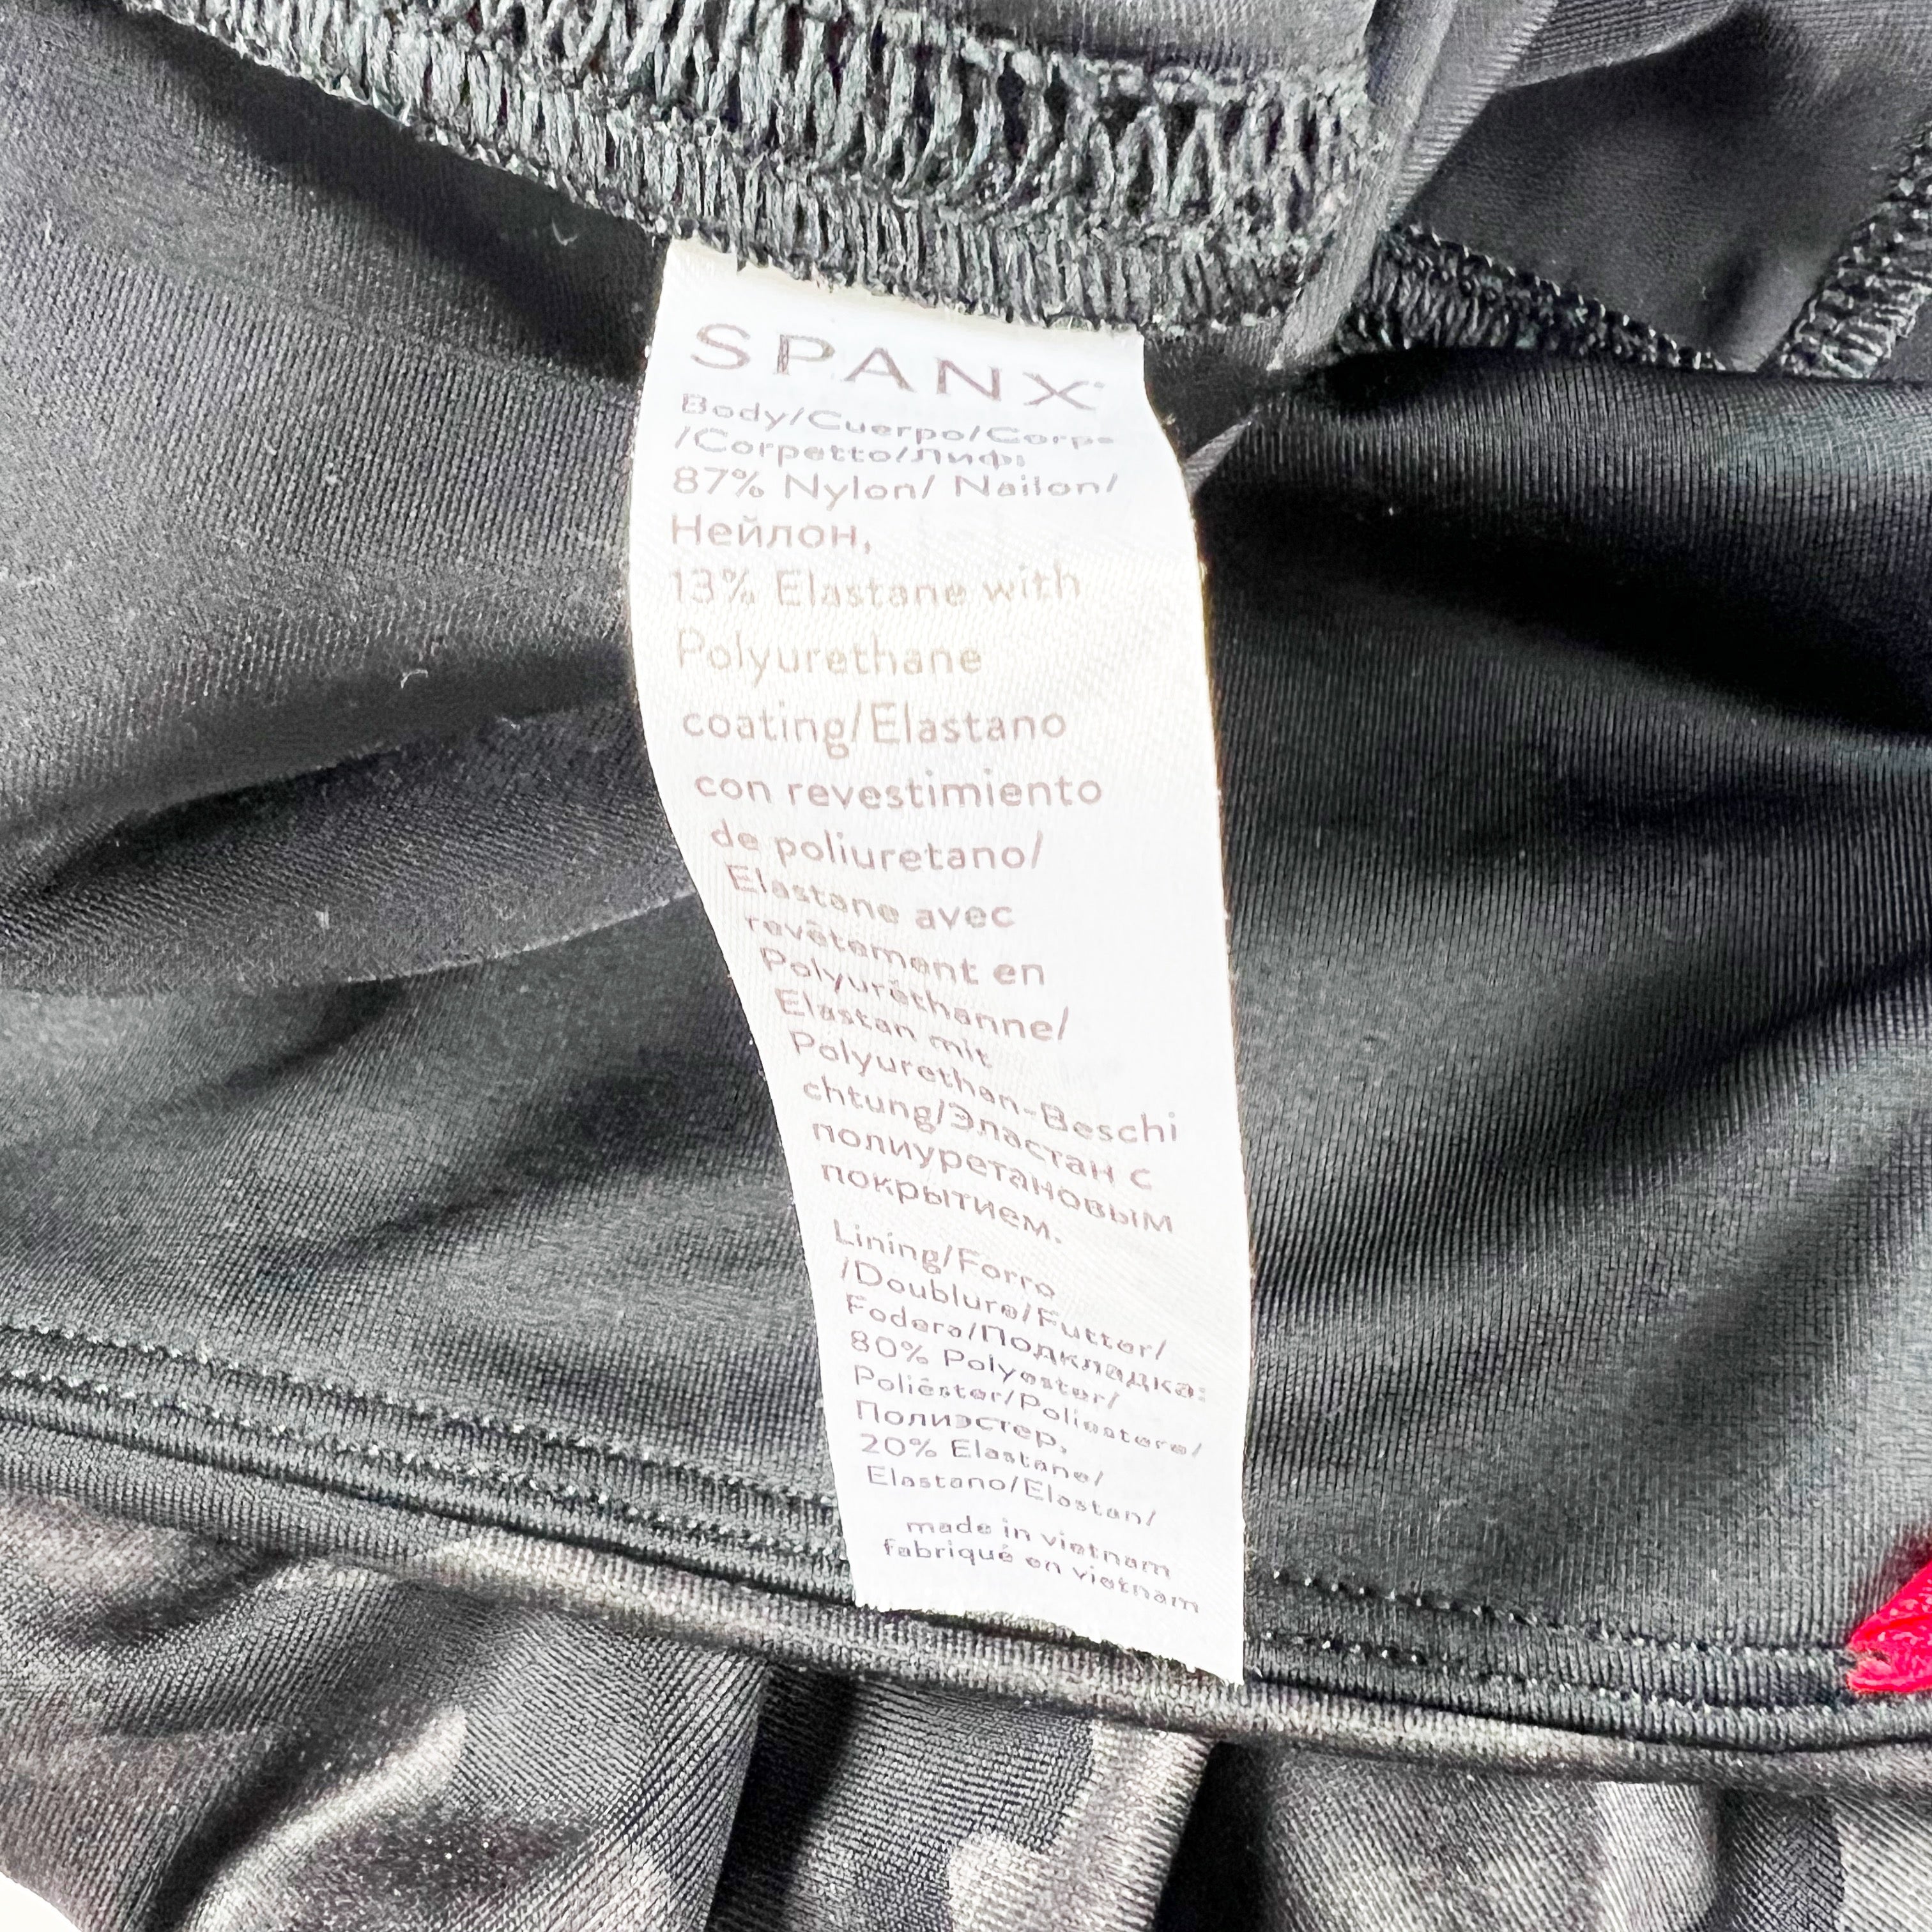 SPANX
Body/Cuerpo/Corps
/Corpetto/Лиф:
87% Nylon/ Nailon/
Нейлон,
13% Elastane with
Polyurethane
coating/Elastano
con revestimiento
de poliuretano/
Elastane avec
revêtement en
Polyuréthanne/
Elastan mit
Polyurethan-Beschi
chtung/Эластан с
полиуретановым
покрытием.
Lining/Forro
/Doublure/Futter/
Fodera/Подкладка:
80% Polyester/
Poliéster/Poliestere/
Полиэстер,
20% Elastane/
Elastano/Elastan/
made in vietnam
fabriqué en vietnam